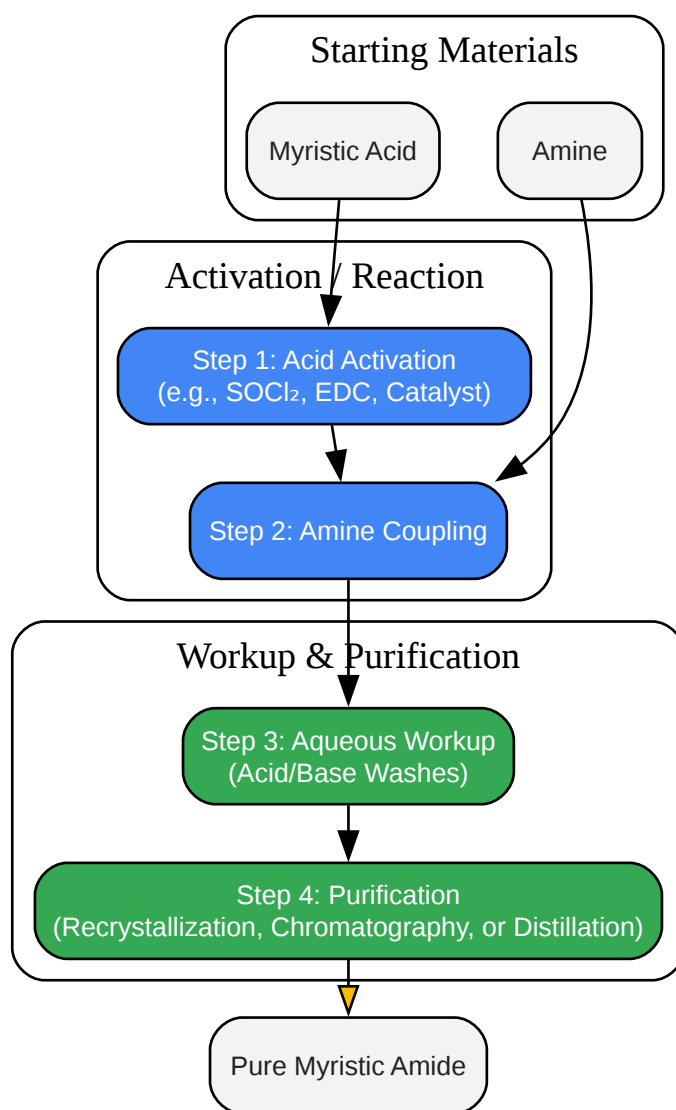 Starting Materials
Myristic Acid
Amine
Activation / Reaction
Step 1: Acid Activation
(e.g., SOCl₂, EDC, Catalyst)
Step 2: Amine Coupling
Workup & Purification
Step 3: Aqueous Workup
(Acid/Base Washes)
Step 4: Purification
(Recrystallization, Chromatography, or Distillation)
Pure Myristic Amide